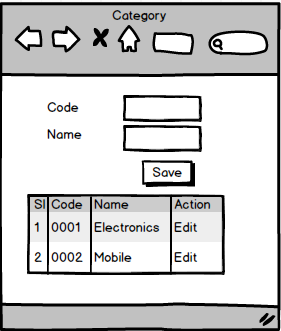 Category
Code
Name
Save
Sl Code Name Action
1 0001 Electronics Edit
2 0002 Mobile Edit